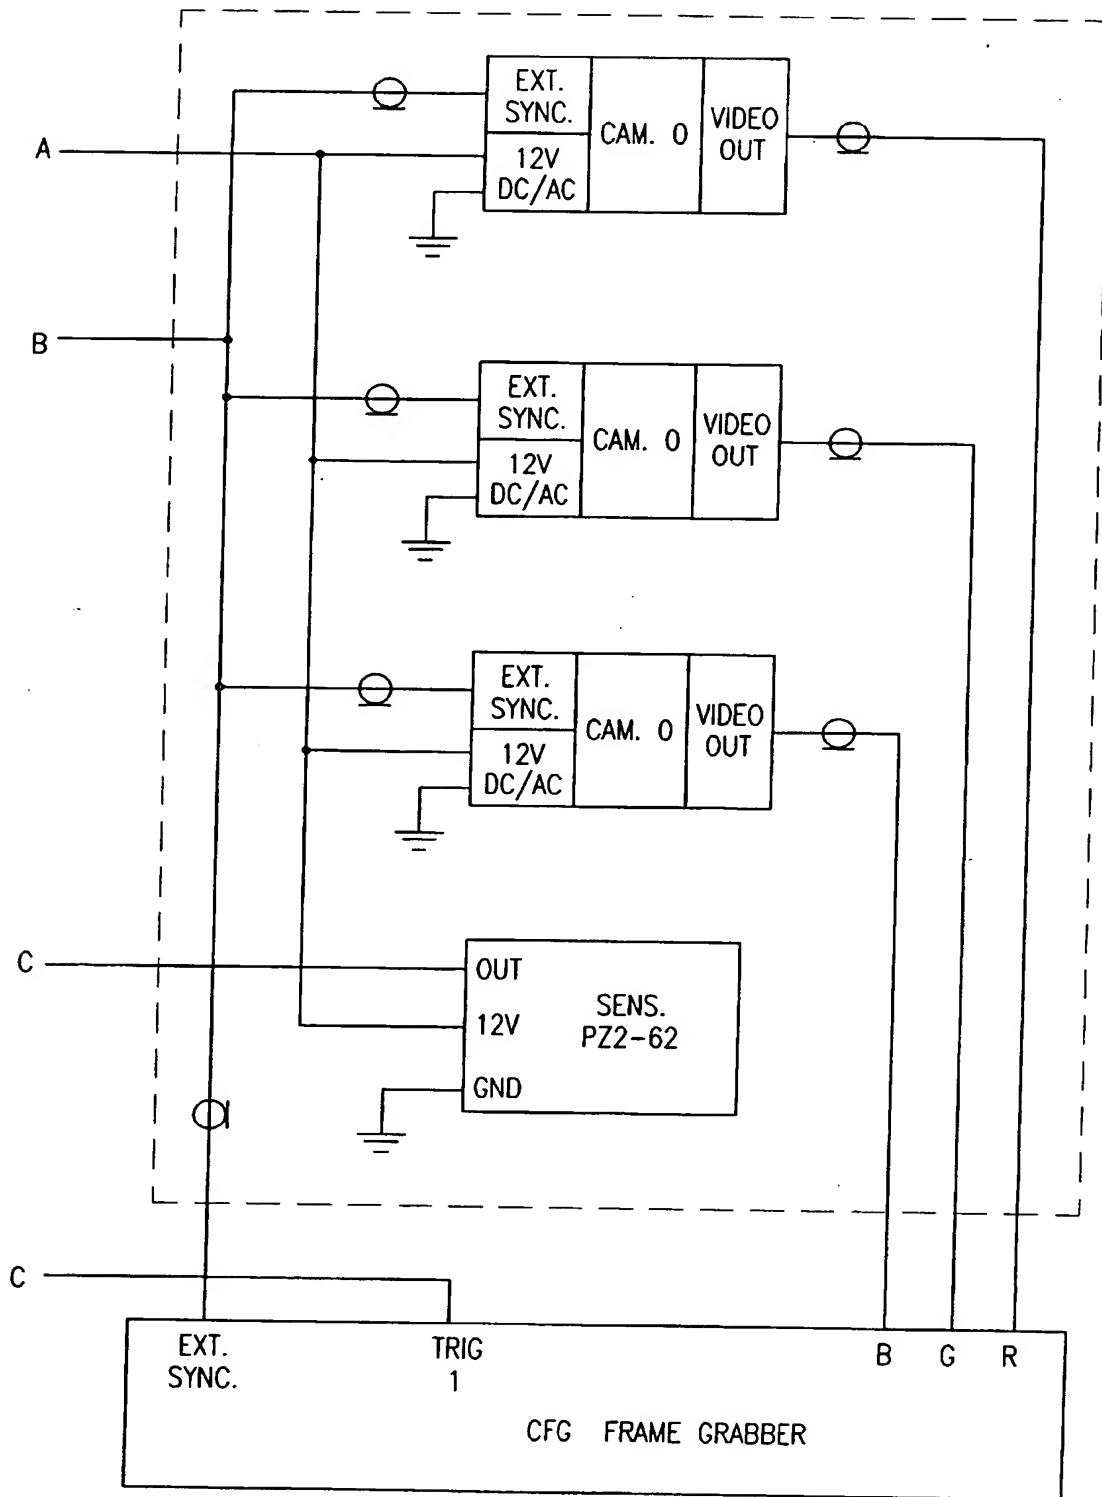 EXT.
SYNC.
12V
DC/AC
CAM. 0
VIDEO
OUT
A
B
EXT.
SYNC.
12V
DC/AC
CAM. 0
VIDEO
OUT
EXT.
SYNC.
12V
DC/AC
CAM. 0
VIDEO
OUT
C
OUT
12V
GND
SENS.
PZ2-62
C
EXT.
SYNC.
TRIG
1
B
G
R
CFG FRAME GRABBER